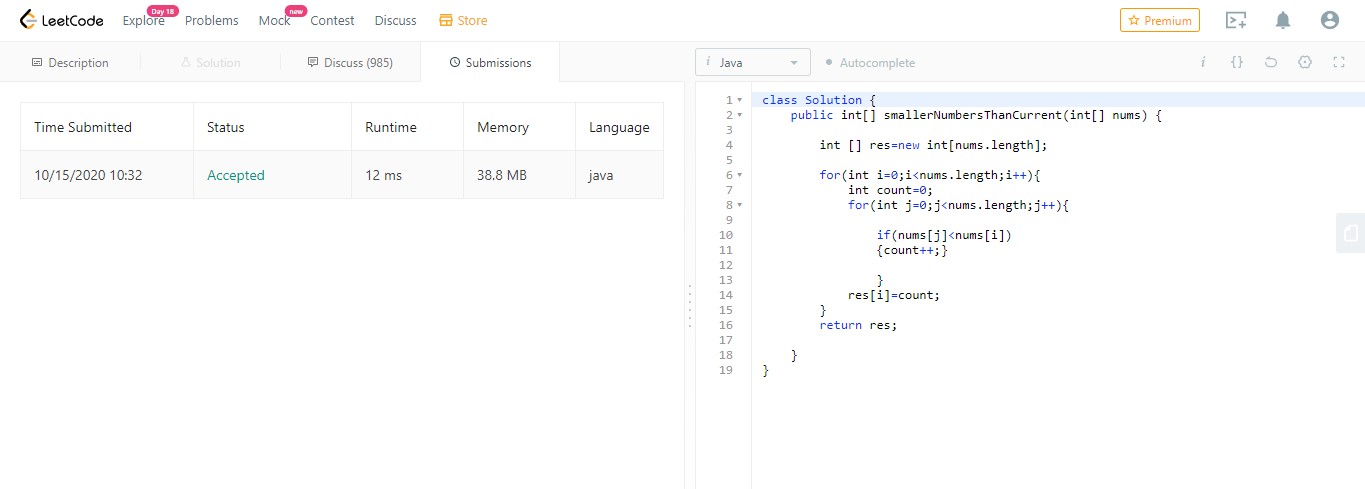 LeetCode Explore Day 18 Problems Mock new Contest Discuss Store Premium
Description Solution Discuss (985) Submissions
i Java Autocomplete i {}
Time Submitted Status Runtime Memory Language
10/15/2020 10:32 Accepted 12 ms 38.8 MB java
1 class Solution {
2 public int[] smallerNumbersThanCurrent(int[] nums) {
3
4 int [] res=new int[nums.length];
5
6 for(int i=0;i<nums.length;i++){
7 int count=0;
8 for(int j=0;j<nums.length;j++){
9
10 if(nums[j]<nums[i])
11 {count++;}
12
13 }
14 res[i]=count;
15 }
16 return res;
17
18 }
19 }